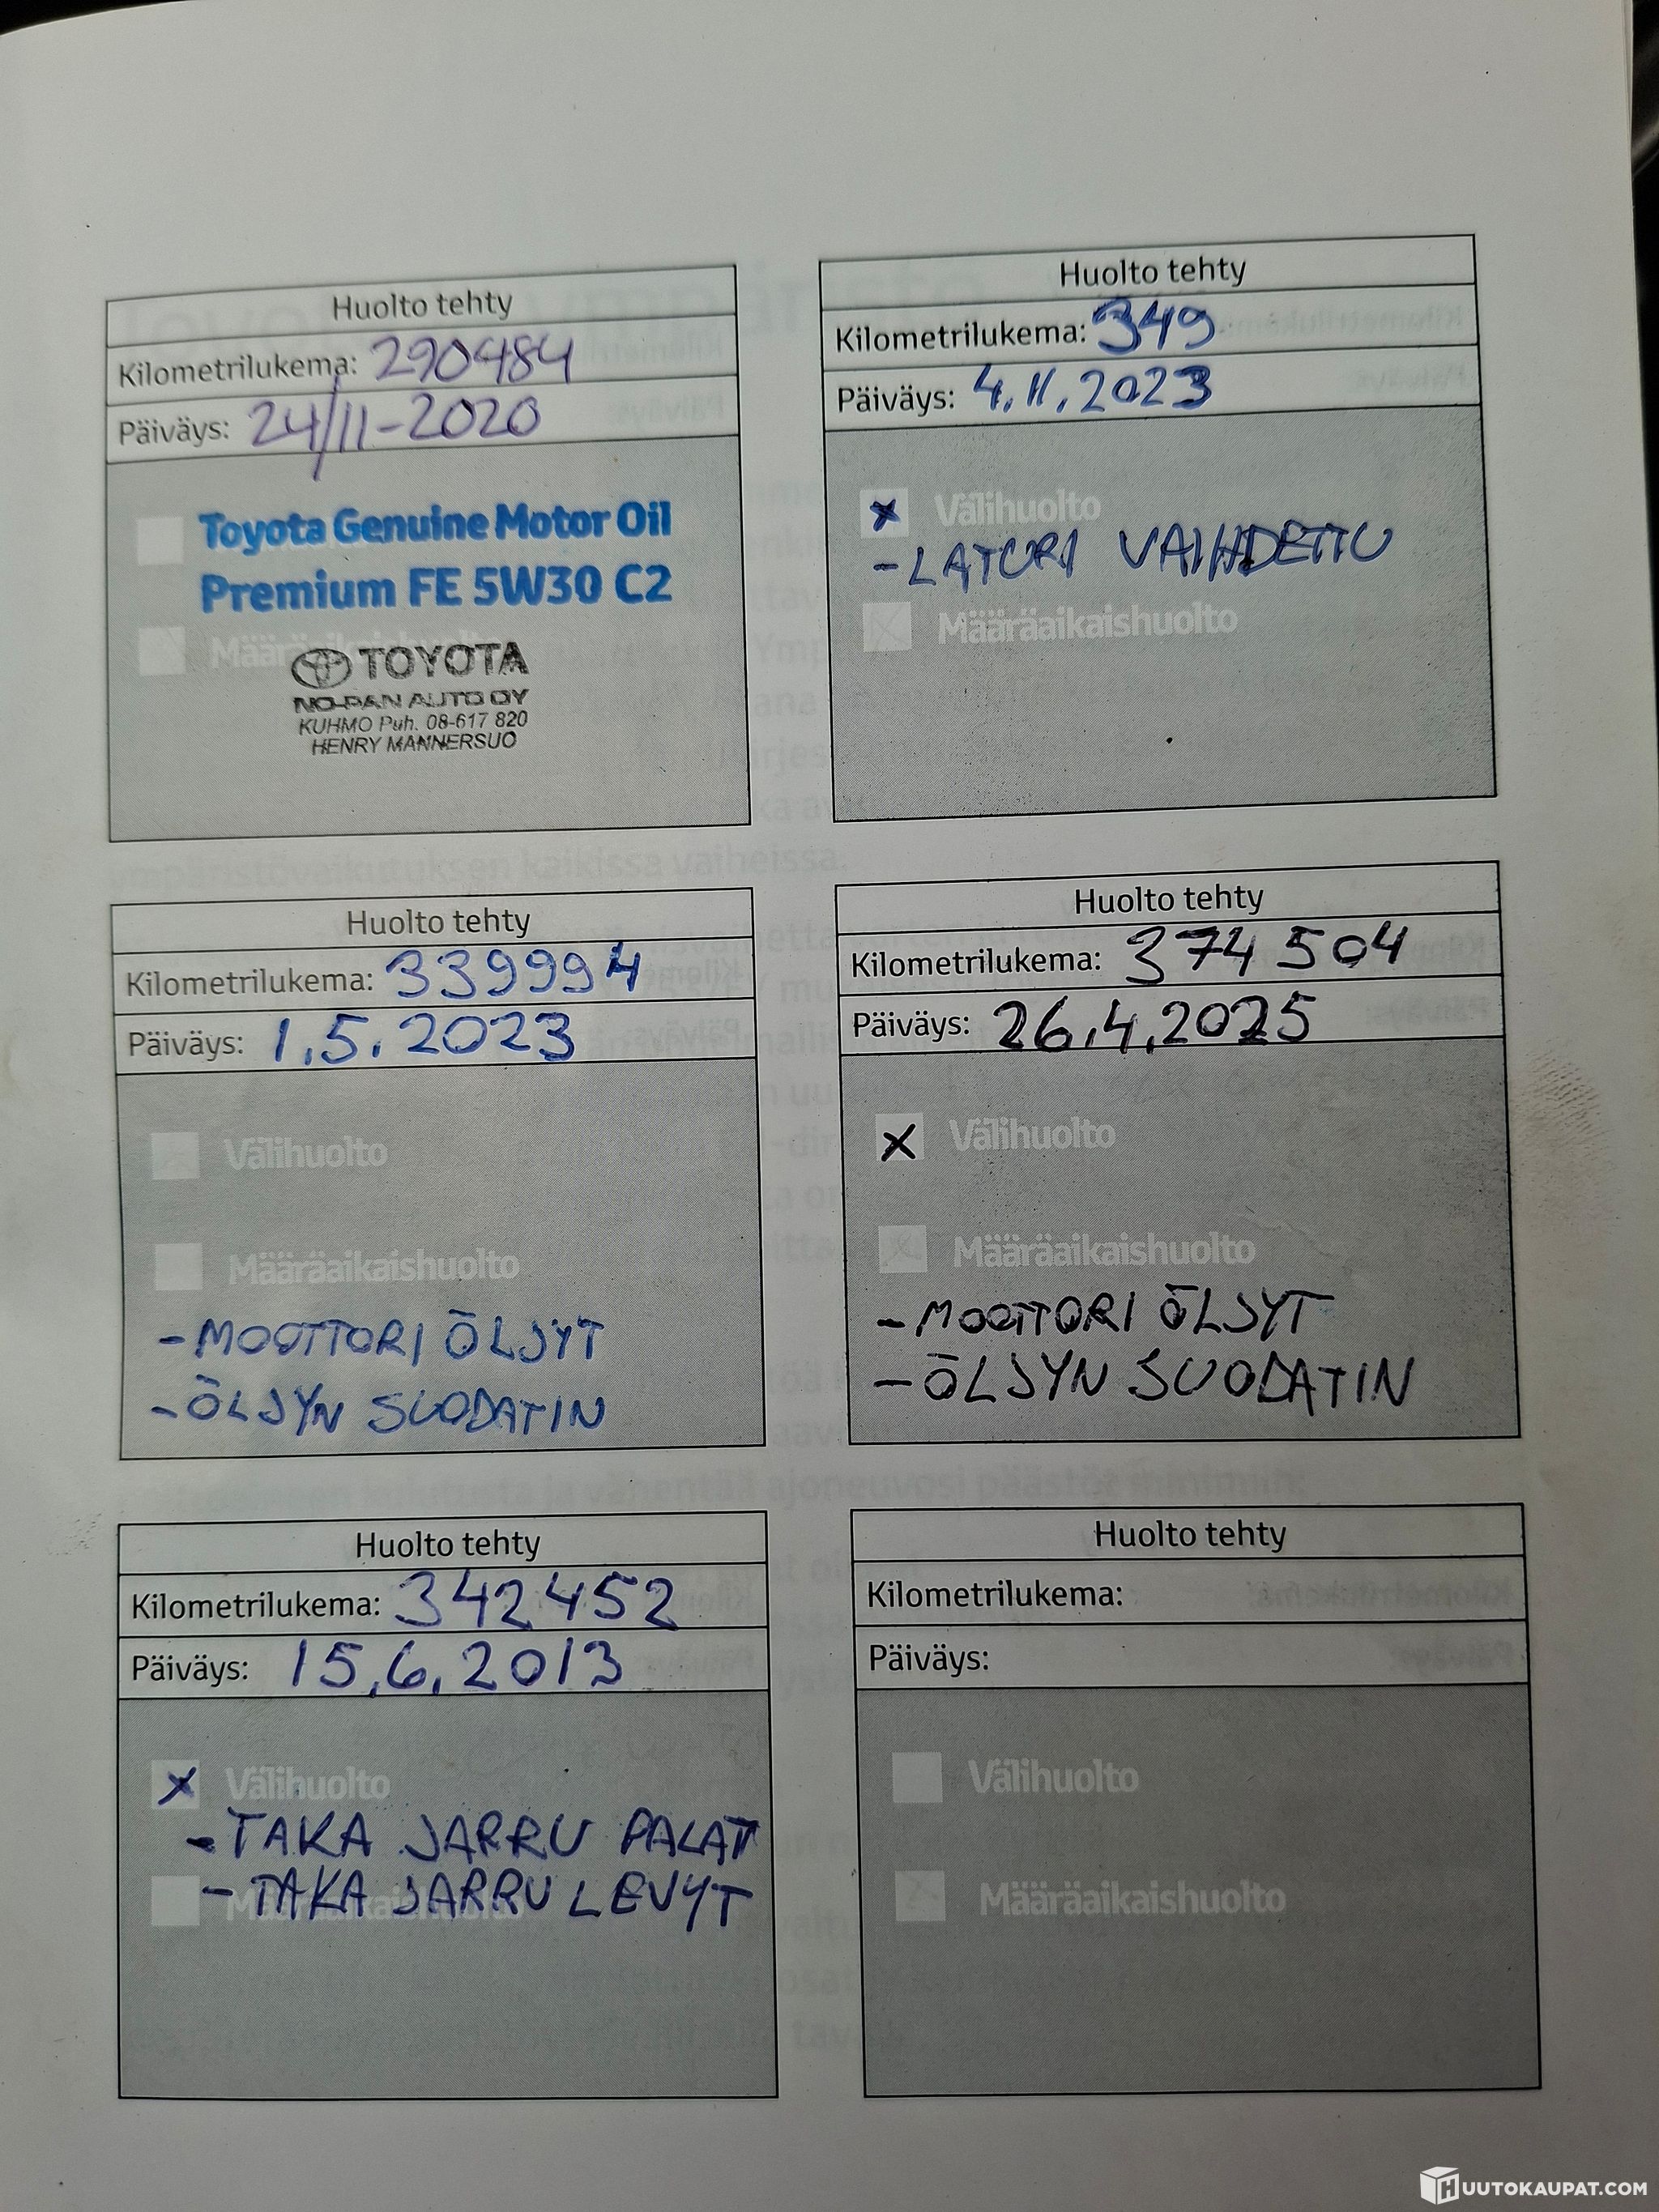 Huolto tehty
Kilometrilukema: 290484
Päiväys: 24/11-2020
Toyota Genuine Motor Oil
Premium FE 5W30 C2
TOYOTA
NO-PAN AUTO OY
KUHMO Puh. 08-617 820
HENRY MANNERSUO
Huolto tehty
Kilometrilukema: 339994
Päiväys: 1.5.2023
Välihuolto
Määräaikaishuolto
-MOOTTORI ÖLJYT
-ÖLJYN SUODATIN
Huolto tehty
Kilometrilukema: 342452
Päiväys: 15.6.2013
x Välihuolto
-TAKA JARRU PALAT
-TAKA JARRU LEVYT
Määräaikaishuolto
Huolto tehty
Kilometrilukema: 349
Päiväys: 4.11.2023
x Välihuolto
-LATURI VAIHDETTU
Määräaikaishuolto
Huolto tehty
Kilometrilukema: 374 504
Päiväys: 26.4.2025
x Välihuolto
Määräaikaishuolto
-MOOTTORI ÖLJYT
-ÖLJYN SUODATIN
Huolto tehty
Kilometrilukema:
Päiväys:
Välihuolto
Määräaikaishuolto
HUUTOKAUPAT.COM